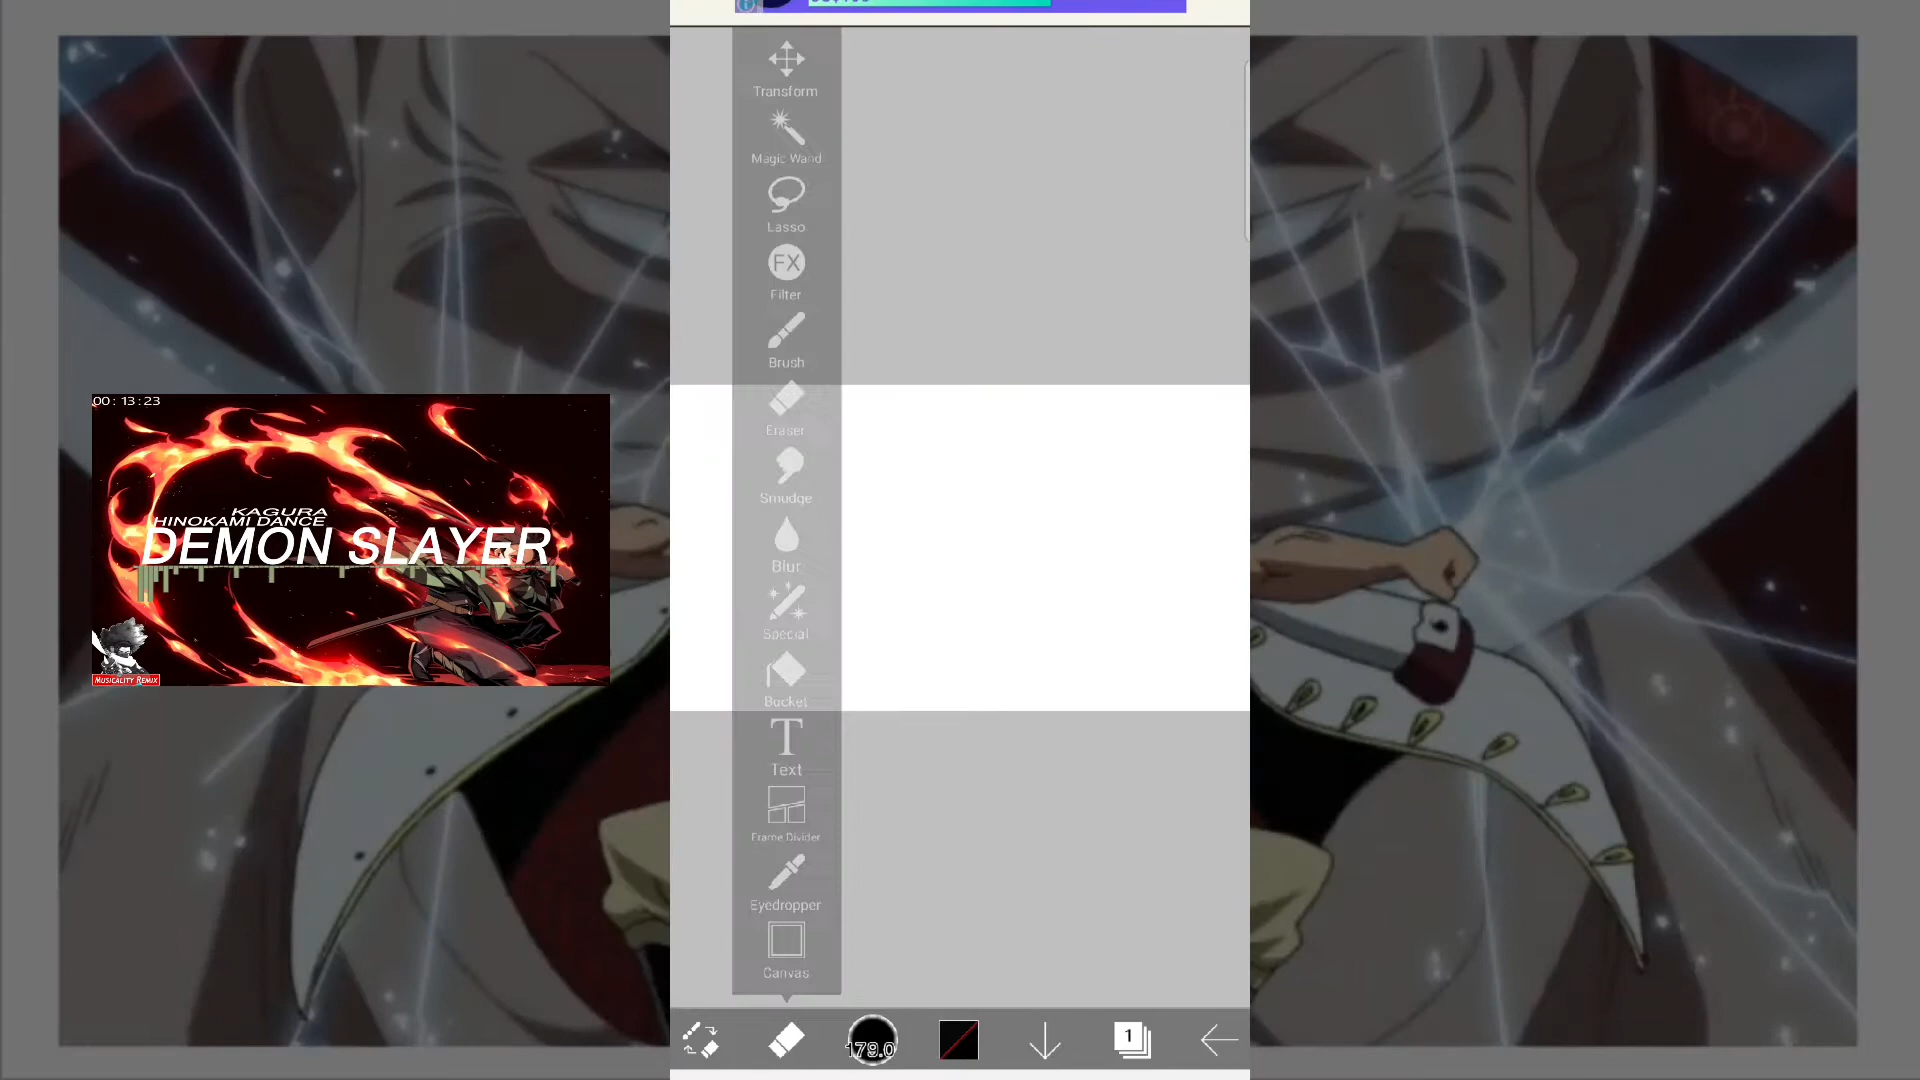 Transform
Magic Wand
Lasso
FX
Filter
Brush
Eraser
Smudge
Blur
Special
Bucket
T
Text
Frame Divider
Eyedropper
Canvas
179.0
1
00:13:23
KAGURA
HINOKAMI DANCE
DEMON SLAYER
MUSICALITY REMIX